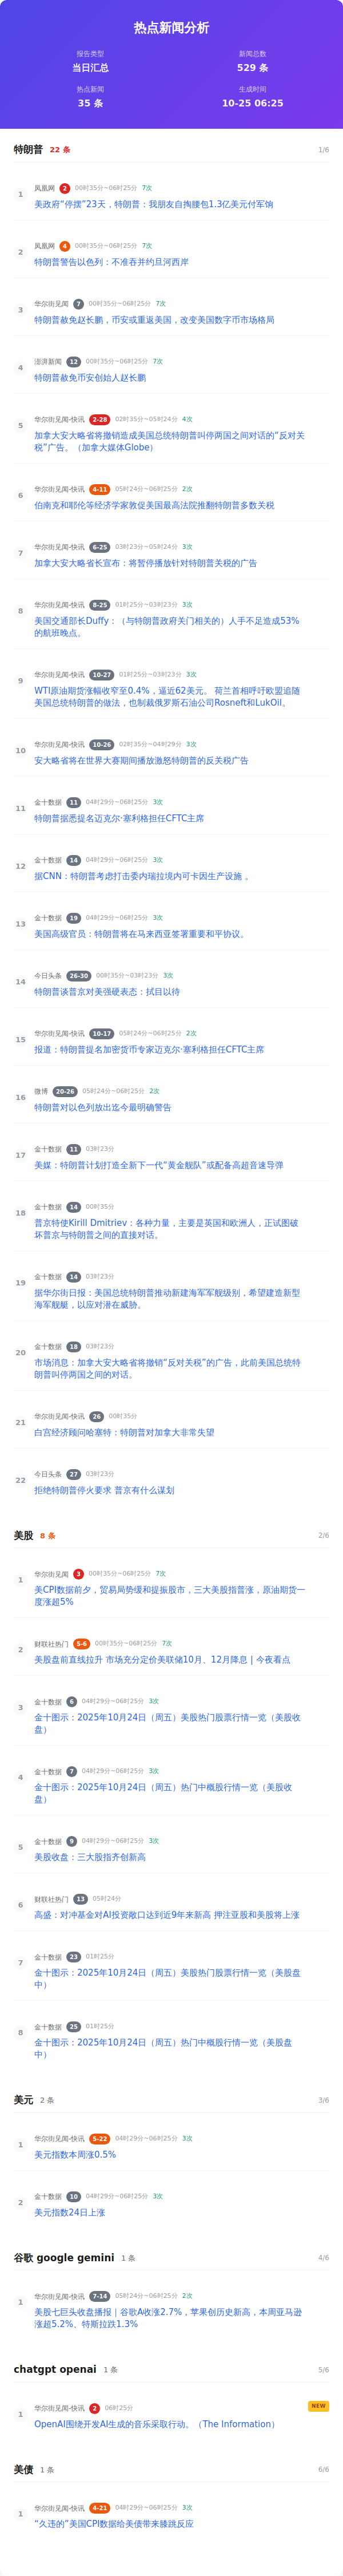 热点新闻分析
报告类型
新闻总数
当日汇总
529 条
热点新闻
生成时间
35 条
10-25 06:25
特朗普 22 条 1/6
1
凤凰网 2 00时35分~06时25分 7次
美政府“停摆”23天，特朗普：我朋友自掏腰包1.3亿美元付军饷
2
凤凰网 4 00时35分~06时25分 7次
特朗普警告以色列：不准吞并约旦河西岸
3
华尔街见闻 7 00时35分~06时25分 7次
特朗普赦免赵长鹏，币安或重返美国，改变美国数字币市场格局
4
澎湃新闻 12 00时35分~06时25分 7次
特朗普赦免币安创始人赵长鹏
5
华尔街见闻-快讯 2-28 02时35分~05时24分 4次
加拿大安大略省将撤销造成美国总统特朗普叫停两国之间对话的“反对关
税”广告。（加拿大媒体Globe）
6
华尔街见闻-快讯 4-11 05时24分~06时25分 2次
伯南克和耶伦等经济学家敦促美国最高法院推翻特朗普多数关税
7
华尔街见闻-快讯 6-25 03时23分~05时24分 3次
加拿大安大略省长宣布：将暂停播放针对特朗普关税的广告
8
华尔街见闻-快讯 8-25 01时25分~03时23分 3次
美国交通部长Duffy：（与特朗普政府关门相关的）人手不足造成53%
的航班晚点。
9
华尔街见闻-快讯 10-27 01时25分~03时23分 3次
WTI原油期货涨幅收窄至0.4%，逼近62美元。 荷兰首相呼吁欧盟追随
美国总统特朗普的做法，也制裁俄罗斯石油公司Rosneft和LukOil。
10
华尔街见闻-快讯 10-26 02时35分~04时29分 3次
安大略省将在世界大赛期间播放激怒特朗普的反关税广告
11
金十数据 11 04时29分~06时25分 3次
特朗普据悉提名迈克尔·塞利格担任CFTC主席
12
金十数据 14 04时29分~06时25分 3次
据CNN：特朗普考虑打击委内瑞拉境内可卡因生产设施 。
13
金十数据 19 04时29分~06时25分 3次
美国高级官员：特朗普将在马来西亚签署重要和平协议。
14
今日头条 26-30 00时35分~03时23分 3次
特朗普谈普京对美强硬表态：拭目以待
15
华尔街见闻-快讯 10-17 05时24分~06时25分 2次
报道：特朗普提名加密货币专家迈克尔·塞利格担任CFTC主席
16
微博 20-26 05时24分~06时25分 2次
特朗普对以色列放出迄今最明确警告
17
金十数据 11 03时23分
美媒：特朗普计划打造全新下一代“黄金舰队”或配备高超音速导弹
18
金十数据 14 00时35分
普京特使Kirill Dmitriev：各种力量，主要是英国和欧洲人，正试图破
坏普京与特朗普之间的直接对话。
19
金十数据 14 03时23分
据华尔街日报：美国总统特朗普推动新建海军军舰级别，希望建造新型
海军舰艇，以应对潜在威胁。
20
金十数据 18 03时23分
市场消息：加拿大安大略省将撤销“反对关税”的广告，此前美国总统特
朗普叫停两国之间的对话。
21
华尔街见闻-快讯 26 00时35分
白宫经济顾问哈塞特：特朗普对加拿大非常失望
22
今日头条 27 03时23分
拒绝特朗普停火要求 普京有什么谋划
美股 8 条 2/6
1
华尔街见闻 3 00时35分~06时25分 7次
美CPI数据前夕，贸易局势缓和提振股市，三大美股指普涨，原油期货一
度涨超5%
2
财联社热门 5-6 00时35分~06时25分 7次
美股盘前直线拉升 市场充分定价美联储10月、12月降息 | 今夜看点
3
金十数据 6 04时29分~06时25分 3次
金十图示：2025年10月24日（周五）美股热门股票行情一览（美股收
盘）
4
金十数据 7 04时29分~06时25分 3次
金十图示：2025年10月24日（周五）热门中概股行情一览（美股收
盘）
5
金十数据 9 04时29分~06时25分 3次
美股收盘：三大股指齐创新高
6
财联社热门 13 05时24分
高盛：对冲基金对AI投资敞口达到近9年来新高 押注亚股和美股将上涨
7
金十数据 23 01时25分
金十图示：2025年10月24日（周五）美股热门股票行情一览（美股盘
中）
8
金十数据 25 01时25分
金十图示：2025年10月24日（周五）热门中概股行情一览（美股盘
中）
美元 2 条 3/6
1
华尔街见闻-快讯 5-22 04时29分~06时25分 3次
美元指数本周涨0.5%
2
金十数据 10 04时29分~06时25分 3次
美元指数24日上涨
谷歌 google gemini 1 条 4/6
1
华尔街见闻-快讯 7-14 05时24分~06时25分 2次
美股七巨头收盘播报 | 谷歌A收涨2.7%，苹果创历史新高，本周亚马逊
涨超5.2%、特斯拉跌1.3%
chatgpt openai 1 条 5/6
1
华尔街见闻-快讯 2 06时25分 NEW
OpenAI围绕开发AI生成的音乐采取行动。（The Information）
美债 1 条 6/6
1
华尔街见闻-快讯 4-21 04时29分~06时25分 3次
“久违的”美国CPI数据给美债带来膝跳反应